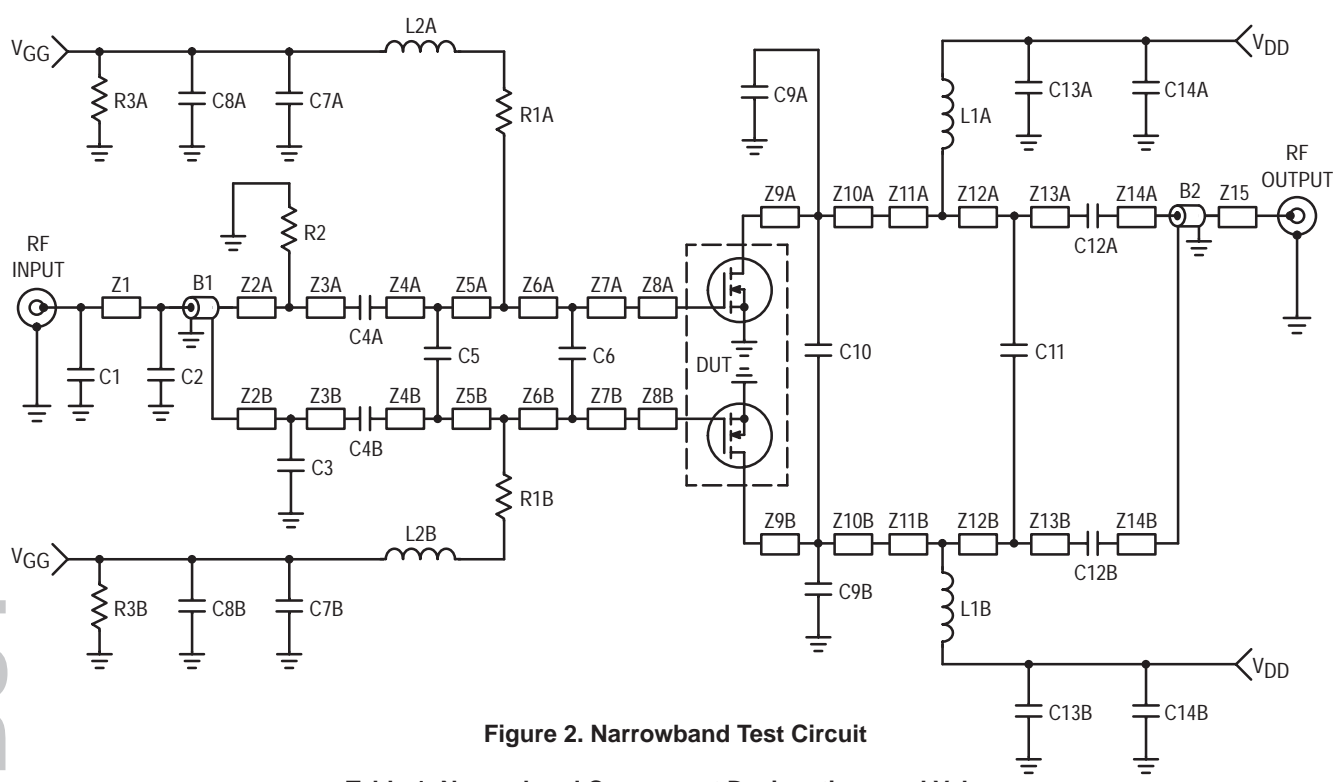 L2A
VGG
VDD
R3A
C8A
C7A
R1A
C9A
L1A
C13A
C14A
RF
OUTPUT
Z9A
Z10A
Z11A
Z12A
Z13A
Z14A
B2
Z15
C12A
R2
RF
INPUT
Z1
B1
Z2A
Z3A
Z4A
Z5A
Z6A
Z7A
Z8A
C4A
C1
C2
C5
C6
DUT
C10
C11
Z2B
Z3B
Z4B
Z5B
Z6B
Z7B
Z8B
C4B
C3
R1B
Z9B
Z10B
Z11B
Z12B
Z13B
Z14B
C12B
L2B
VGG
R3B
C8B
C7B
C9B
L1B
VDD
C13B
C14B
Figure 2. Narrowband Test Circuit